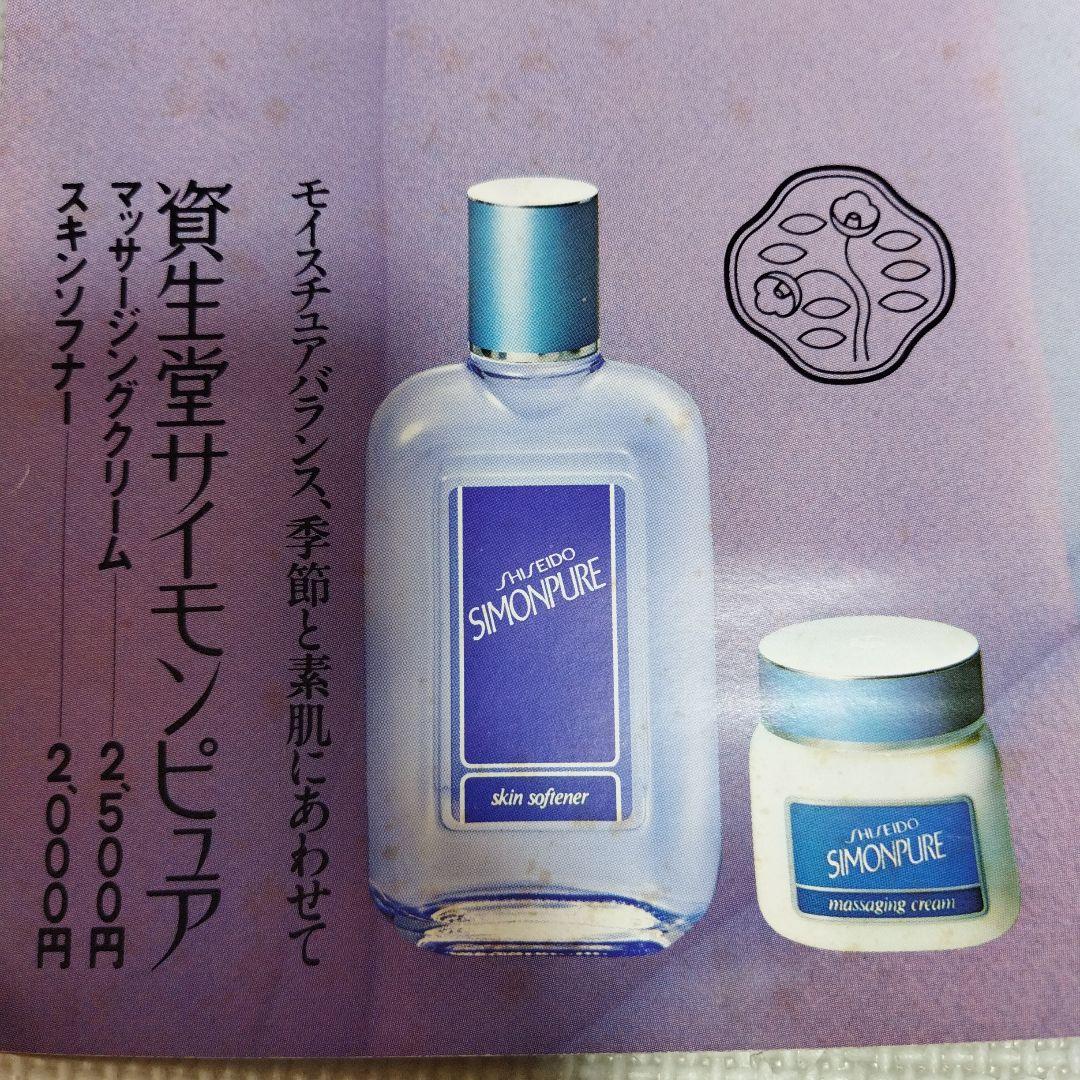 モイスチュアバランス、季節と素肌にあわせて
資生堂サイモンピュア
マッサージングクリーム——2,500円
スキンソフナー——2,000円
SHISEIDO
SIMONPURE
skin softener
SHISEIDO
SIMONPURE
massaging cream